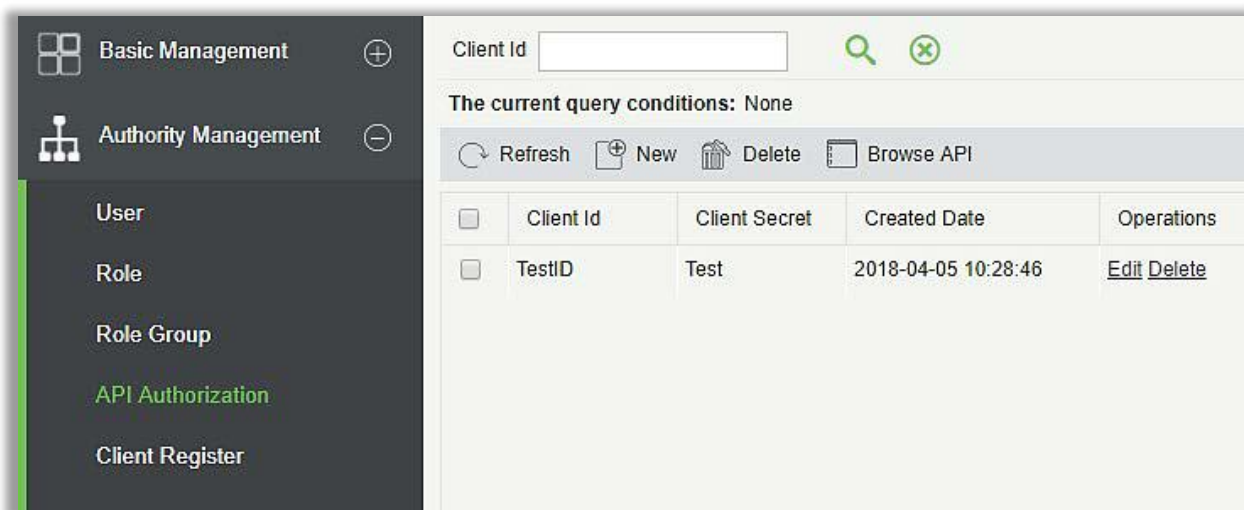 Basic Management
Authority Management
User
Role
Role Group
API Authorization
Client Register
Client Id
The current query conditions: None
Refresh New Delete Browse API
Client Id Client Secret Created Date Operations
TestID Test 2018-04-05 10:28:46 Edit Delete